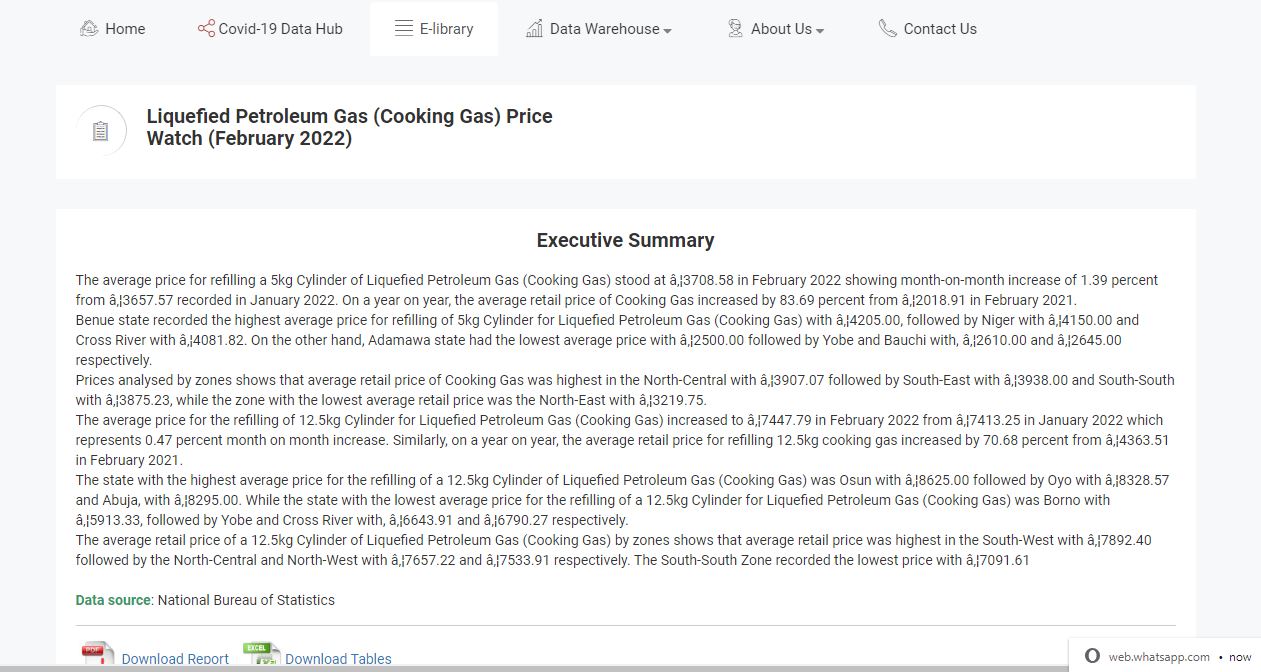 Home Covid-19 Data Hub E-library Data Warehouse About Us Contact Us
Liquefied Petroleum Gas (Cooking Gas) Price
Watch (February 2022)
Executive Summary
The average price for refilling a 5kg Cylinder of Liquefied Petroleum Gas (Cooking Gas) stood at â‚¦3708.58 in February 2022 showing month-on-month increase of 1.39 percent
from â‚¦3657.57 recorded in January 2022. On a year on year, the average retail price of Cooking Gas increased by 83.69 percent from â‚¦2018.91 in February 2021.
Benue state recorded the highest average price for refilling of 5kg Cylinder for Liquefied Petroleum Gas (Cooking Gas) with â‚¦4205.00, followed by Niger with â‚¦4150.00 and
Cross River with â‚¦4081.82. On the other hand, Adamawa state had the lowest average price with â‚¦2500.00 followed by Yobe and Bauchi with, â‚¦2610.00 and â‚¦2645.00
respectively.
Prices analysed by zones shows that average retail price of Cooking Gas was highest in the North-Central with â‚¦3907.07 followed by South-East with â‚¦3938.00 and South-South
with â‚¦3875.23, while the zone with the lowest average retail price was the North-East with â‚¦3219.75.
The average price for the refilling of 12.5kg Cylinder for Liquefied Petroleum Gas (Cooking Gas) increased to â‚¦7447.79 in February 2022 from â‚¦7413.25 in January 2022 which
represents 0.47 percent month on month increase. Similarly, on a year on year, the average retail price for refilling 12.5kg cooking gas increased by 70.68 percent from â‚¦4363.51
in February 2021.
The state with the highest average price for the refilling of a 12.5kg Cylinder of Liquefied Petroleum Gas (Cooking Gas) was Osun with â‚¦8625.00 followed by Oyo with â‚¦8328.57
and Abuja, with â‚¦8295.00. While the state with the lowest average price for the refilling of a 12.5kg Cylinder for Liquefied Petroleum Gas (Cooking Gas) was Borno with
â‚¦5913.33, followed by Yobe and Cross River with, â‚¦6643.91 and â‚¦6790.27 respectively.
The average retail price of a 12.5kg Cylinder of Liquefied Petroleum Gas (Cooking Gas) by zones shows that average retail price was highest in the South-West with â‚¦7892.40
followed by the North-Central and North-West with â‚¦7657.22 and â‚¦7533.91 respectively. The South-South Zone recorded the lowest price with â‚¦7091.61
Data source: National Bureau of Statistics
PDF Download Report EXCEL Download Tables
web.whatsapp.com • now